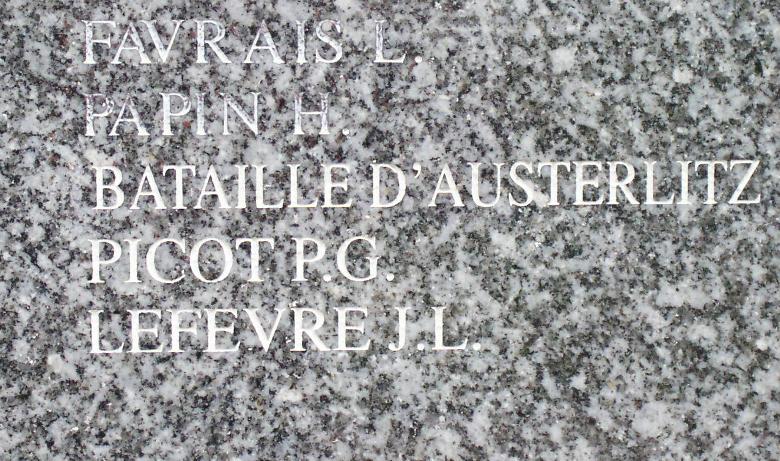 FAVRAIS L.
PAPIN H.
BATAILLE D'AUSTERLITZ
PICOT P.G.
LEFEVRE J.L.